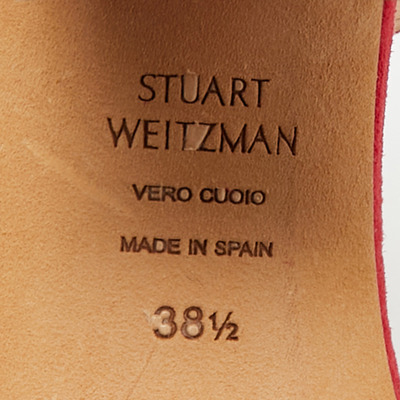 STUART
WEITZMAN
VERO CUOIO
MADE IN SPAIN
38½